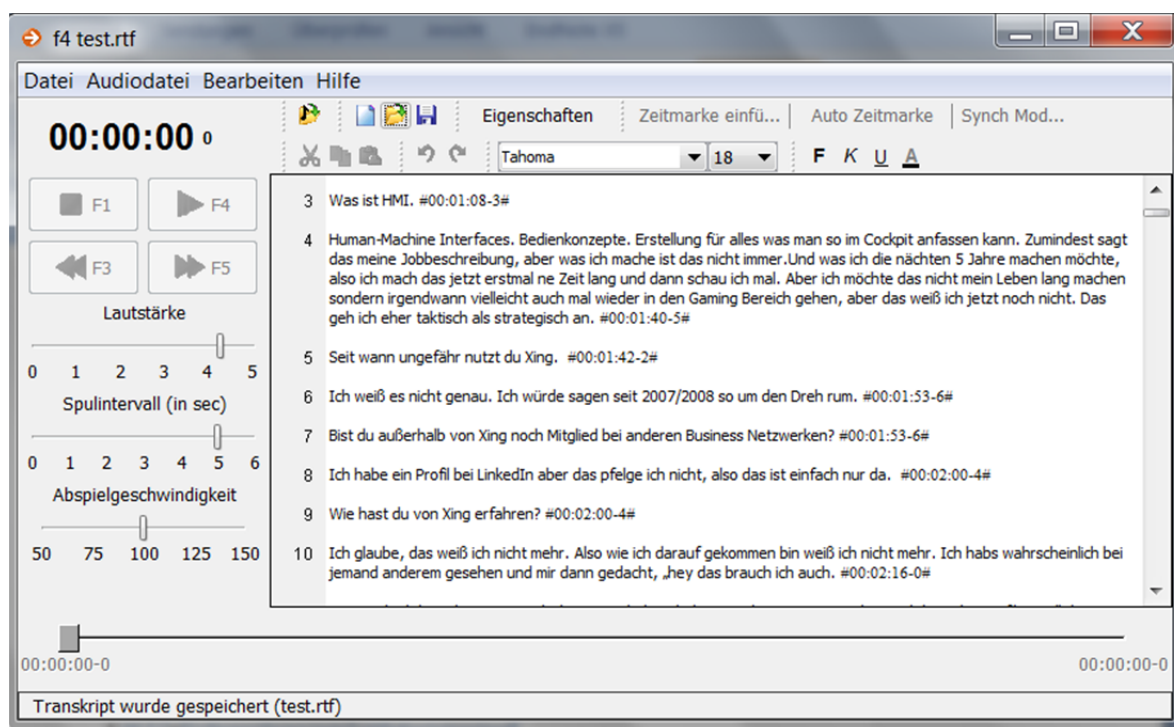 f4 test.rtf
Datei Audiodatei Bearbeiten Hilfe
00:00:00 0
Eigenschaften Zeitmarke einfü... Auto Zeitmarke Synch Mod...
Tahoma 18 F K U A
F1 F4
F3 F5
Lautstärke
0 1 2 3 4 5
Spulintervall (in sec)
0 1 2 3 4 5 6
Abspielgeschwindigkeit
50 75 100 125 150
3 Was ist HMI. #00:01:08-3#
4 Human-Machine Interfaces. Bedienkonzepte. Erstellung für alles was man so im Cockpit anfassen kann. Zumindest sagt
das meine Jobbeschreibung, aber was ich mache ist das nicht immer.Und was ich die nächten 5 Jahre machen möchte,
also ich mach das jetzt erstmal ne Zeit lang und dann schau ich mal. Aber ich möchte das nicht mein Leben lang machen
sondern irgendwann vielleicht auch mal wieder in den Gaming Bereich gehen, aber das weiß ich jetzt noch nicht. Das
geh ich eher taktisch als strategisch an. #00:01:40-5#
5 Seit wann ungefähr nutzt du Xing. #00:01:42-2#
6 Ich weiß es nicht genau. Ich würde sagen seit 2007/2008 so um den Dreh rum. #00:01:53-6#
7 Bist du außerhalb von Xing noch Mitglied bei anderen Business Netzwerken? #00:01:53-6#
8 Ich habe ein Profil bei LinkedIn aber das pfelge ich nicht, also das ist einfach nur da. #00:02:00-4#
9 Wie hast du von Xing erfahren? #00:02:00-4#
10 Ich glaube, das weiß ich nicht mehr. Also wie ich darauf gekommen bin weiß ich nicht mehr. Ich habs wahrscheinlich bei
jemand anderem gesehen und mir dann gedacht, „hey das brauch ich auch. #00:02:16-0#
00:00:00-0 00:00:00-0
Transkript wurde gespeichert (test.rtf)